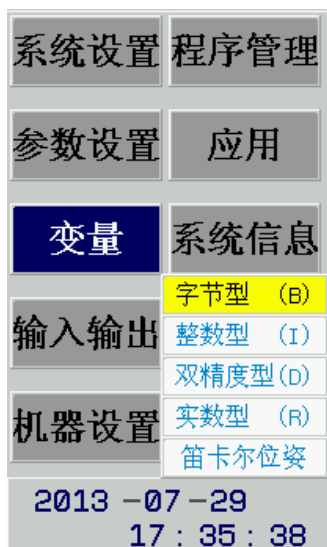 系统设置 程序管理
参数设置 应用
变量 系统信息
字节型 (B)
输入输出 整数型 (I)
双精度型(D)
机器设置 实数型 (R)
笛卡尔位姿
2013 -07-29
17 : 35 : 38